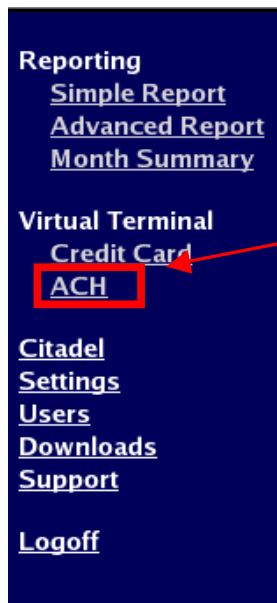 Reporting
Simple Report
Advanced Report
Month Summary
Virtual Terminal
Credit Card
ACH
Citadel
Settings
Users
Downloads
Support
Logoff